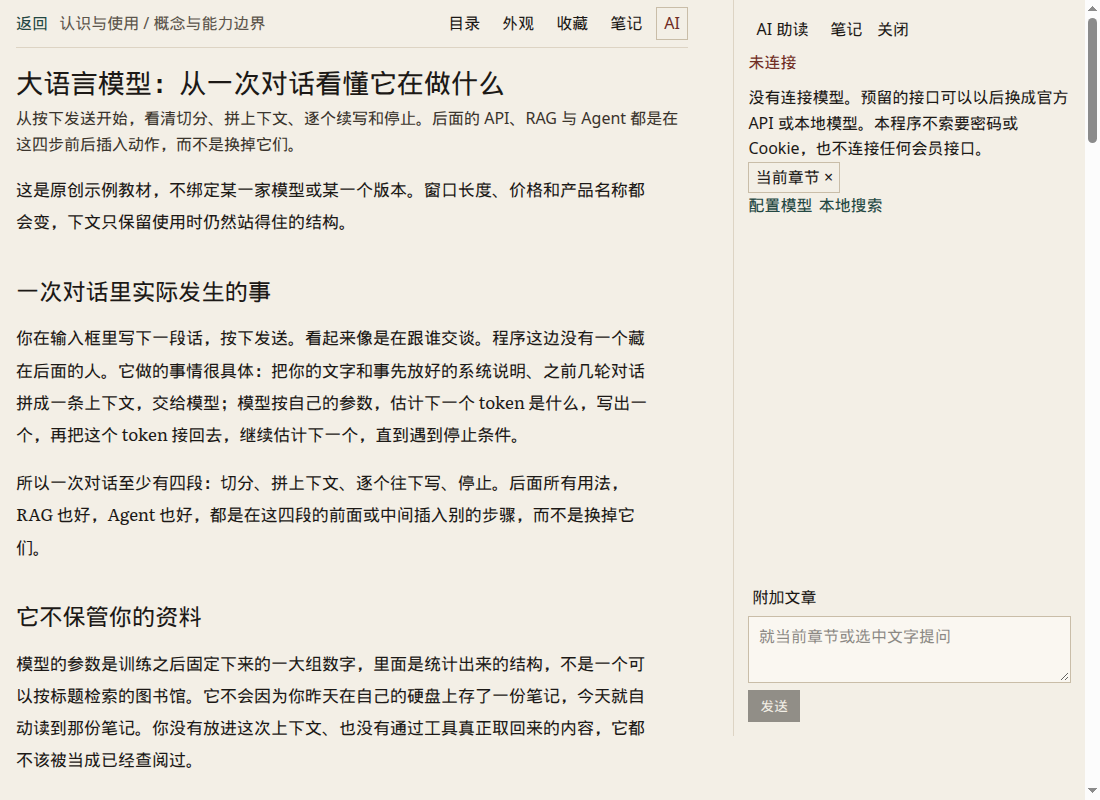 返回 认识与使用 / 概念与能力边界 目录 外观 收藏 笔记 AI
大语言模型：从一次对话看懂它在做什么
从按下发送开始，看清切分、拼上下文、逐个续写和停止。后面的 API、RAG 与 Agent 都是在
这四步前后插入动作，而不是换掉它们。
这是原创示例教材，不绑定某一家模型或某一个版本。窗口长度、价格和产品名称都
会变，下文只保留使用时仍然站得住的结构。
一次对话里实际发生的事
你在输入框里写下一段话，按下发送。看起来像是在跟谁交谈。程序这边没有一个藏
在后面的人。它做的事情很具体：把你的文字和事先放好的系统说明、之前几轮对话
拼成一条上下文，交给模型；模型按自己的参数，估计下一个 token 是什么，写出一
个，再把这个 token 接回去，继续估计下一个，直到遇到停止条件。
所以一次对话至少有四段：切分、拼上下文、逐个往下写、停止。后面所有用法，
RAG 也好，Agent 也好，都是在这四段的前面或中间插入别的步骤，而不是换掉它
们。
它不保管你的资料
模型的参数是训练之后固定下来的一大组数字，里面是统计出来的结构，不是一个可
以按标题检索的图书馆。它不会因为你昨天在自己的硬盘上存了一份笔记，今天就自
动读到那份笔记。你没有放进这次上下文、也没有通过工具真正取回来的内容，它都
不该被当成已经查阅过。
AI 助读 笔记 关闭
未连接
没有连接模型。预留的接口可以以后换成官方
API 或本地模型。本程序不索要密码或
Cookie，也不连接任何会员接口。
当前章节 ×
配置模型 本地搜索
附加文章
就当前章节或选中文字提问
发送